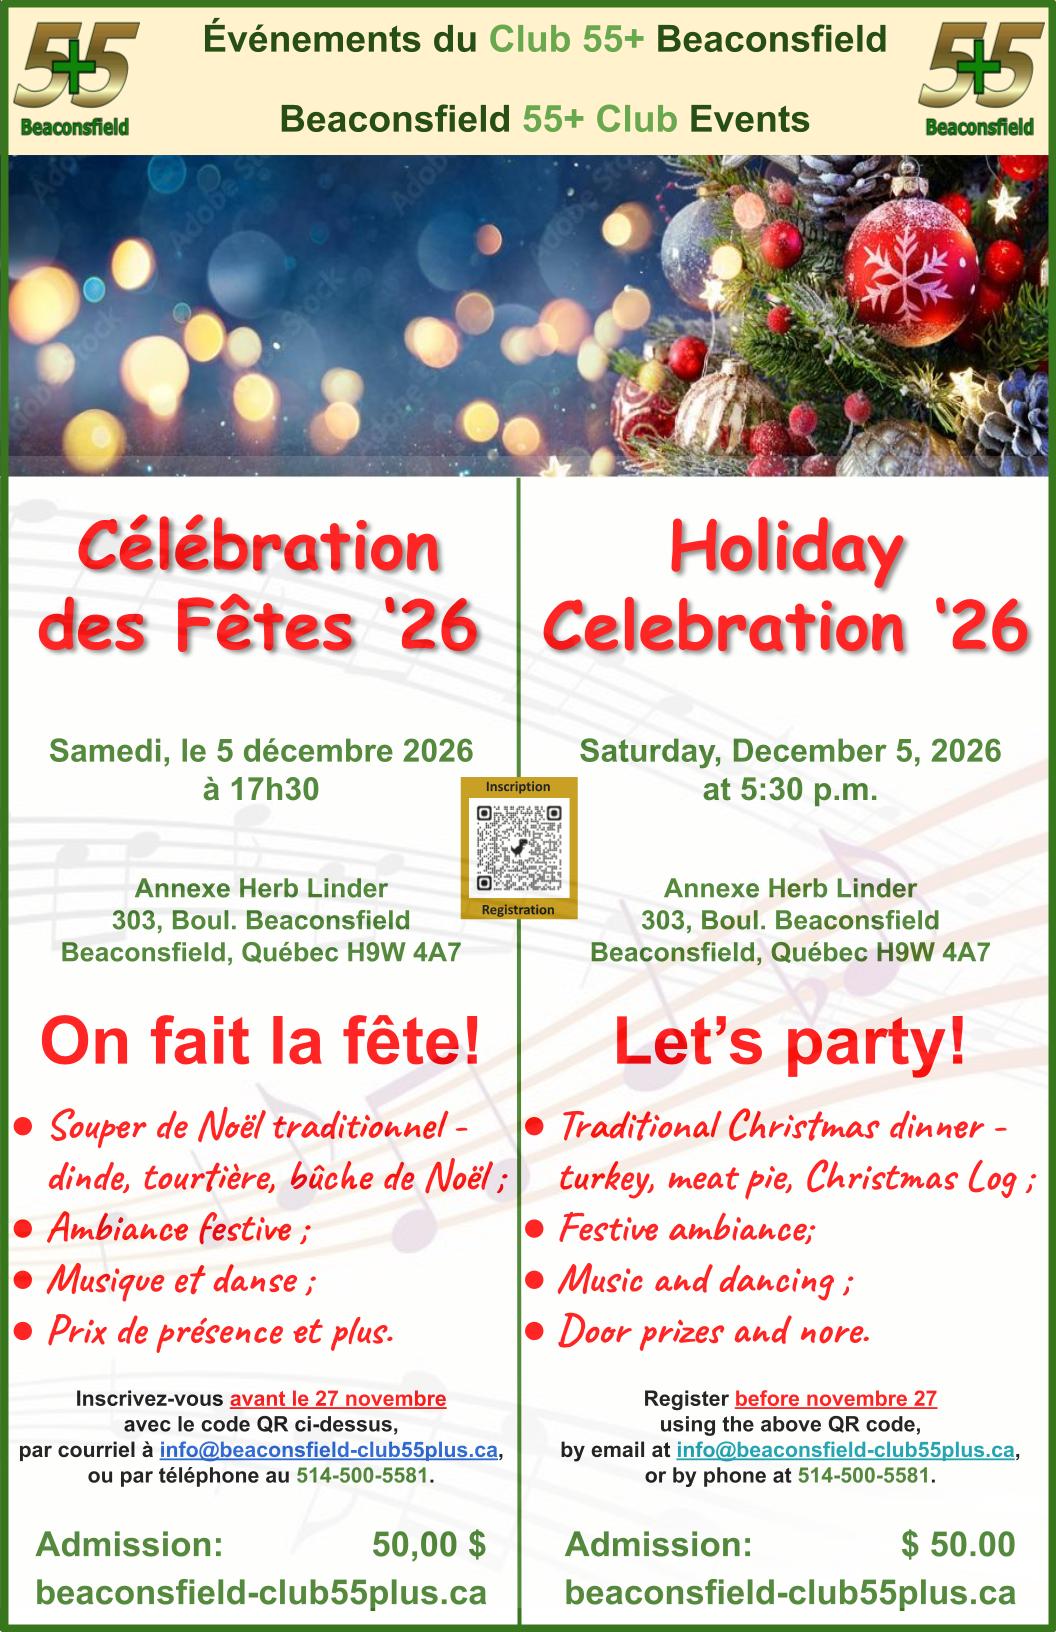 55
Beaconsfield
Événements du Club 55+ Beaconsfield
Beaconsfield 55+ Club Events
55
Beaconsfield
Adobe Stock
Célébration
des Fêtes ‘26
Samedi, le 5 décembre 2026
à 17h30
Annexe Herb Linder
303, Boul. Beaconsfield
Beaconsfield, Québec H9W 4A7
On fait la fête!
● Souper de Noël traditionnel -
dinde, tourtière, bûche de Noël ;
● Ambiance festive ;
● Musique et danse ;
● Prix de présence et plus.
Inscrivez-vous avant le 27 novembre
avec le code QR ci-dessus,
par courriel à info@beaconsfield-club55plus.ca,
ou par téléphone au 514-500-5581.
Admission: 50,00 $
beaconsfield-club55plus.ca
Inscription
Registration
Holiday
Celebration ‘26
Saturday, December 5, 2026
at 5:30 p.m.
Annexe Herb Linder
303, Boul. Beaconsfield
Beaconsfield, Québec H9W 4A7
Let’s party!
● Traditional Christmas dinner -
turkey, meat pie, Christmas Log ;
● Festive ambiance;
● Music and dancing ;
● Door prizes and nore.
Register before novembre 27
using the above QR code,
by email at info@beaconsfield-club55plus.ca,
or by phone at 514-500-5581.
Admission: $ 50.00
beaconsfield-club55plus.ca